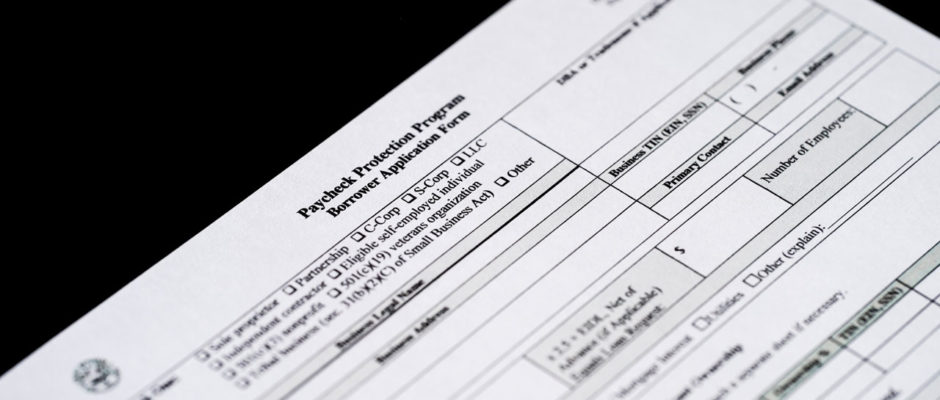 Paycheck Protection Program
Borrower Application Form
Sole proprietor ❑ Partnership ❑ C-Corp ❑ S-Corp ❑ LLC
❑ Independent contractor ❑ Eligible self-employed individual
❑ 501(c)(3) nonprofit ❑ 501(c)(19) veterans organization
❑ Tribal business (sec. 31(b)(2)(C) of Small Business Act) ❑ Other
DBA or Tradename
Business Legal Name
Business Address
Business TIN (EIN, SSN)
Business Phone
( )
Primary Contact
Email Address
x 2.5 + EIDL, Net of
Advance (if Applicable)
Equals Loan Request:
$
Number of Employees:
Mortgage interest ☐ Utilities ☐ Other (explain):
Ownership
a separate sheet if necessary.
Ownership %
TIN (EIN, SSN)